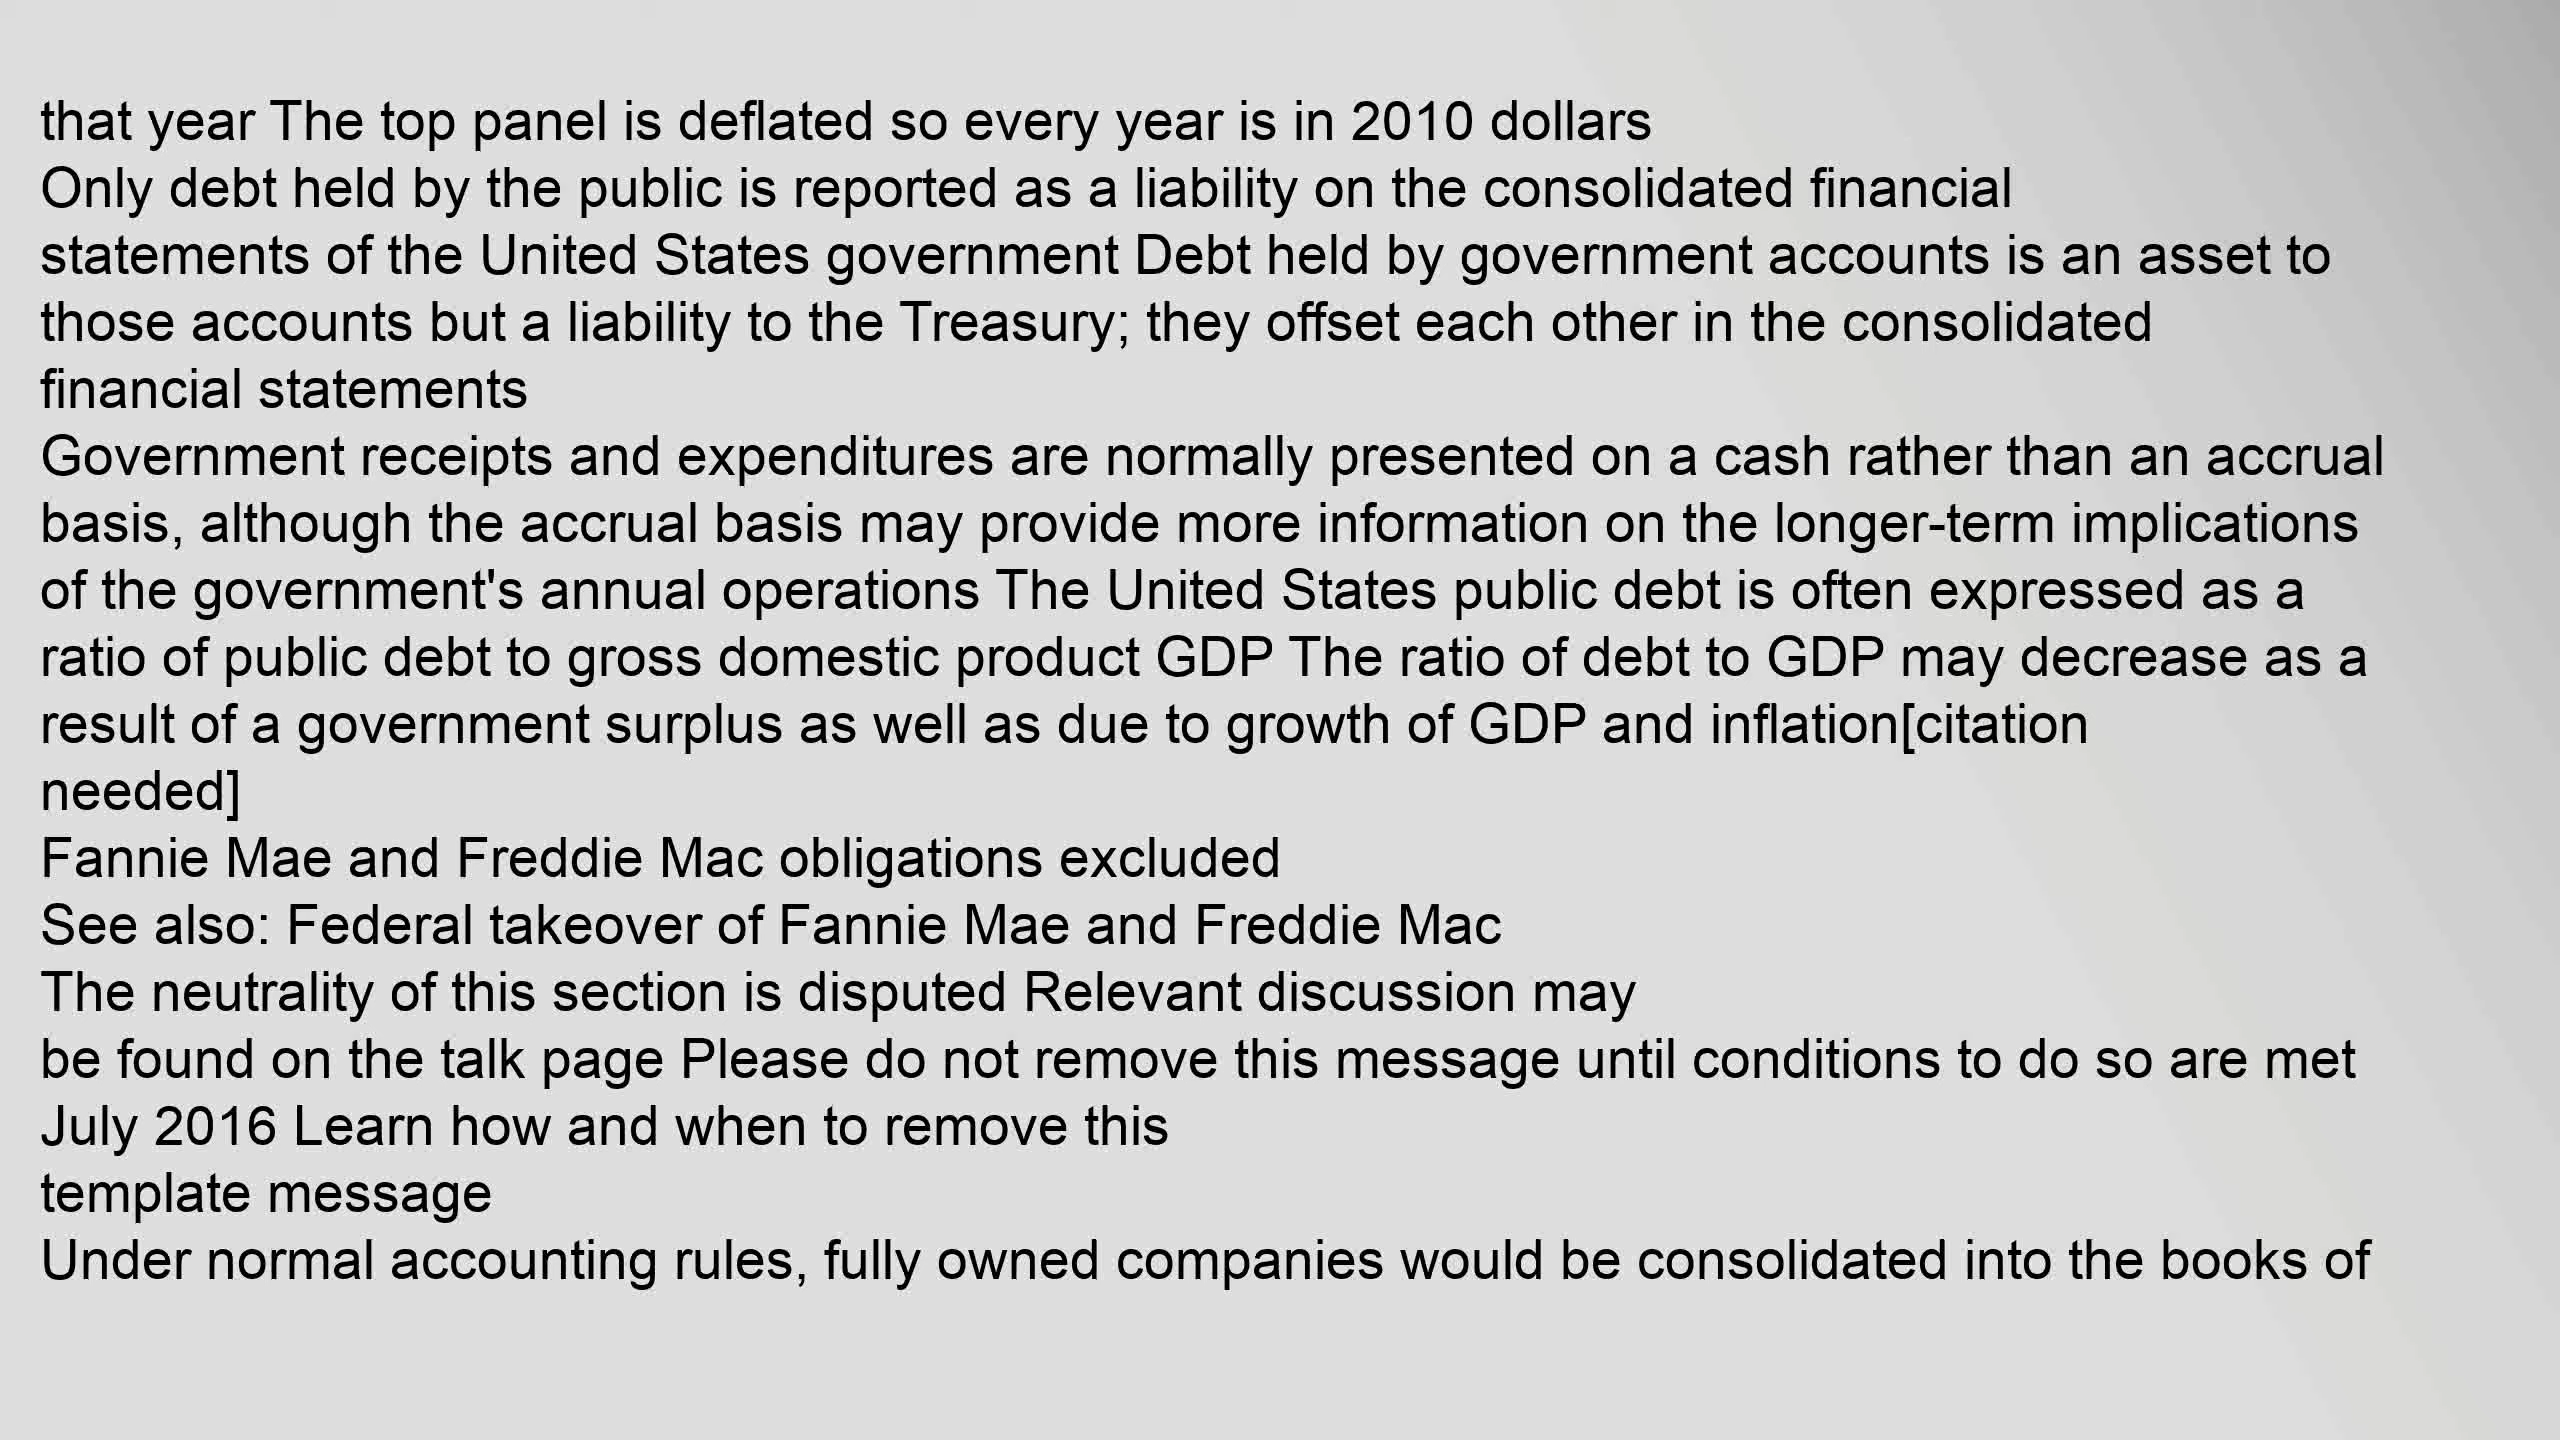 that year The top panel is deflated so every year is in 2010 dollars
Only debt held by the public is reported as a liability on the consolidated financial
statements of the United States government Debt held by government accounts is an asset to
those accounts but a liability to the Treasury; they offset each other in the consolidated
financial statements
Government receipts and expenditures are normally presented on a cash rather than an accrual
basis, although the accrual basis may provide more information on the longer-term implications
of the government's annual operations The United States public debt is often expressed as a
ratio of public debt to gross domestic product GDP The ratio of debt to GDP may decrease as a
result of a government surplus as well as due to growth of GDP and inflation[citation
needed]
Fannie Mae and Freddie Mac obligations excluded
See also: Federal takeover of Fannie Mae and Freddie Mac
The neutrality of this section is disputed Relevant discussion may
be found on the talk page Please do not remove this message until conditions to do so are met
July 2016 Learn how and when to remove this
template message
Under normal accounting rules, fully owned companies would be consolidated into the books of